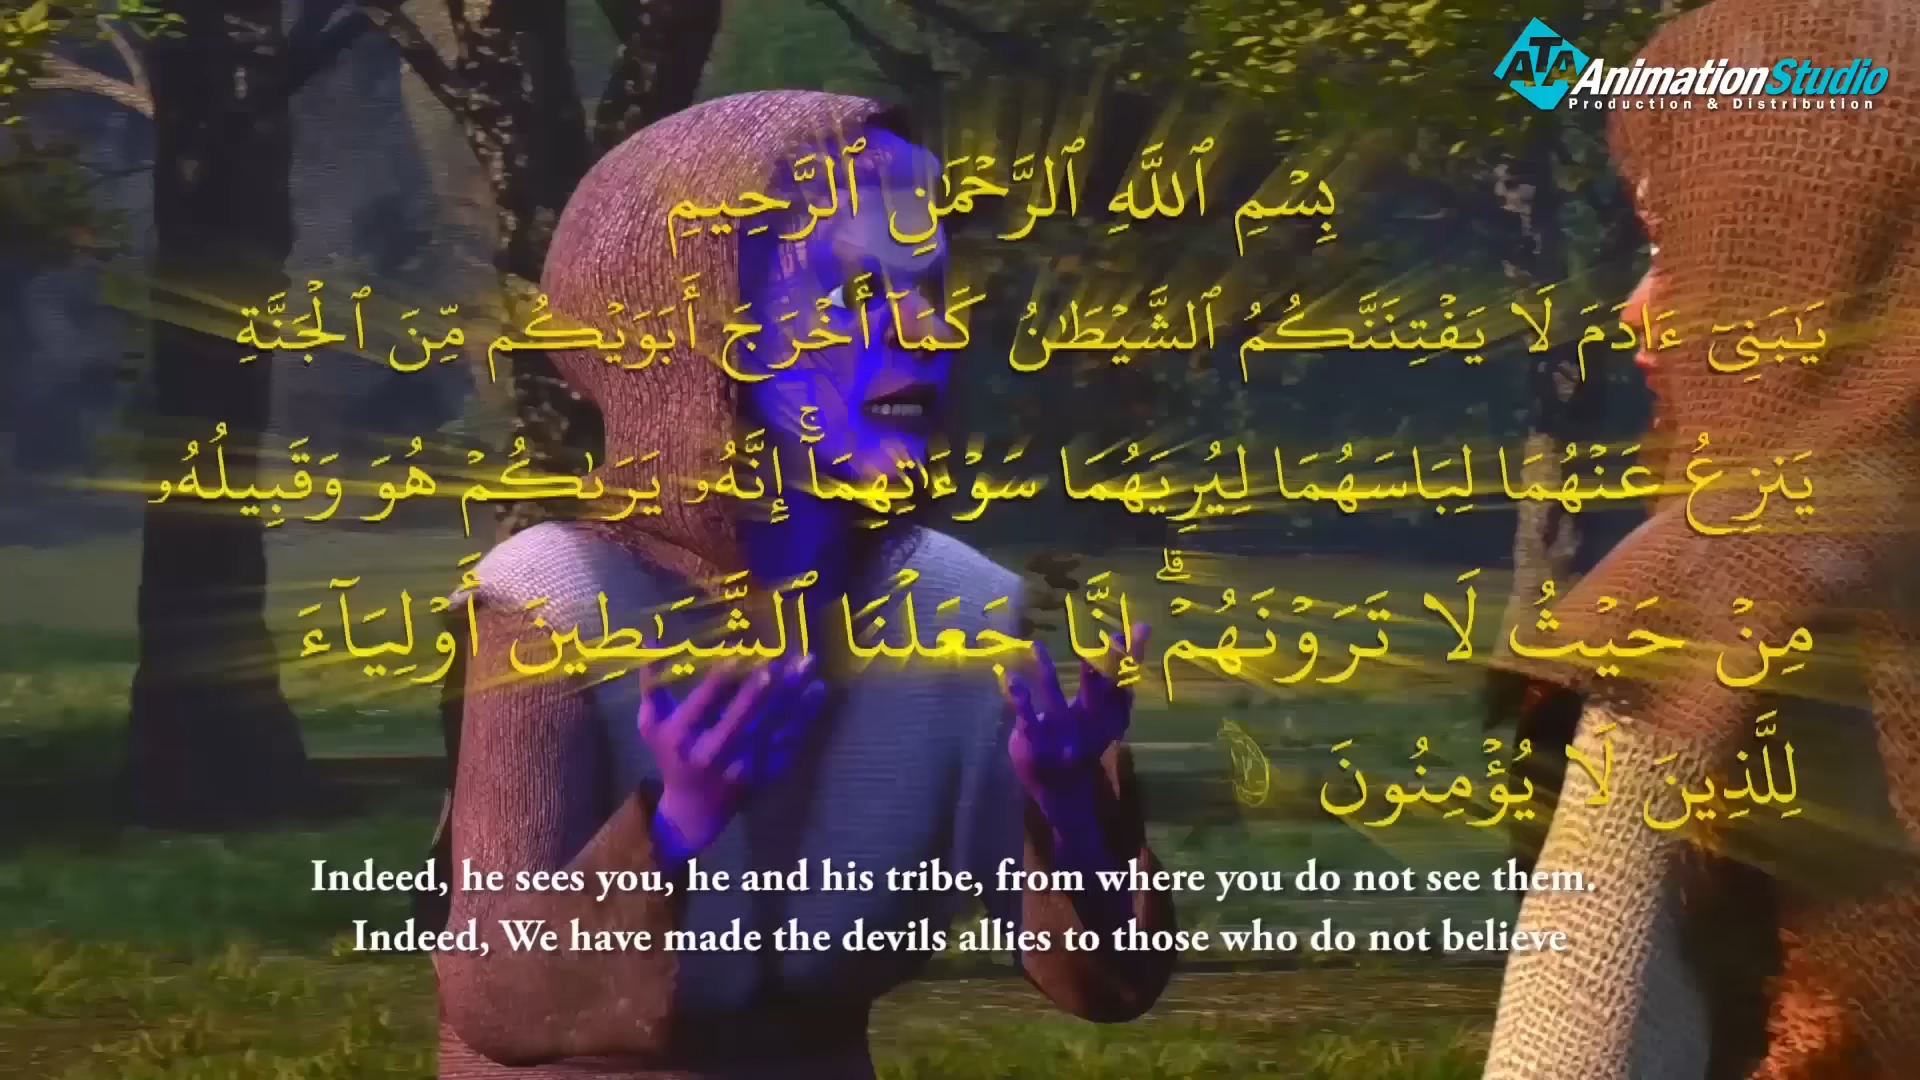 ATA AnimationStudio
Production & Distribution
بِسْمِ ٱللَّهِ ٱلرَّحْمَٰنِ ٱلرَّحِيمِ
يَٰبَنِىٓ ءَادَمَ لَا يَفْتِنَنَّكُمُ ٱلشَّيْطَٰنُ كَمَآ أَخْرَجَ أَبَوَيْكُم مِّنَ ٱلْجَنَّةِ
يَنزِعُ عَنْهُمَا لِبَاسَهُمَا لِيُرِيَهُمَا سَوْءَٰتِهِمَآ ۚ إِنَّهُۥ يَرَىٰكُمْ هُوَ وَقَبِيلُهُۥ
مِنْ حَيْثُ لَا تَرَوْنَهُمْ ۗ إِنَّا جَعَلْنَا ٱلشَّيَٰطِينَ أَوْلِيَآءَ
لِلَّذِينَ لَا يُؤْمِنُونَ
Indeed, he sees you, he and his tribe, from where you do not see them.
Indeed, We have made the devils allies to those who do not believe